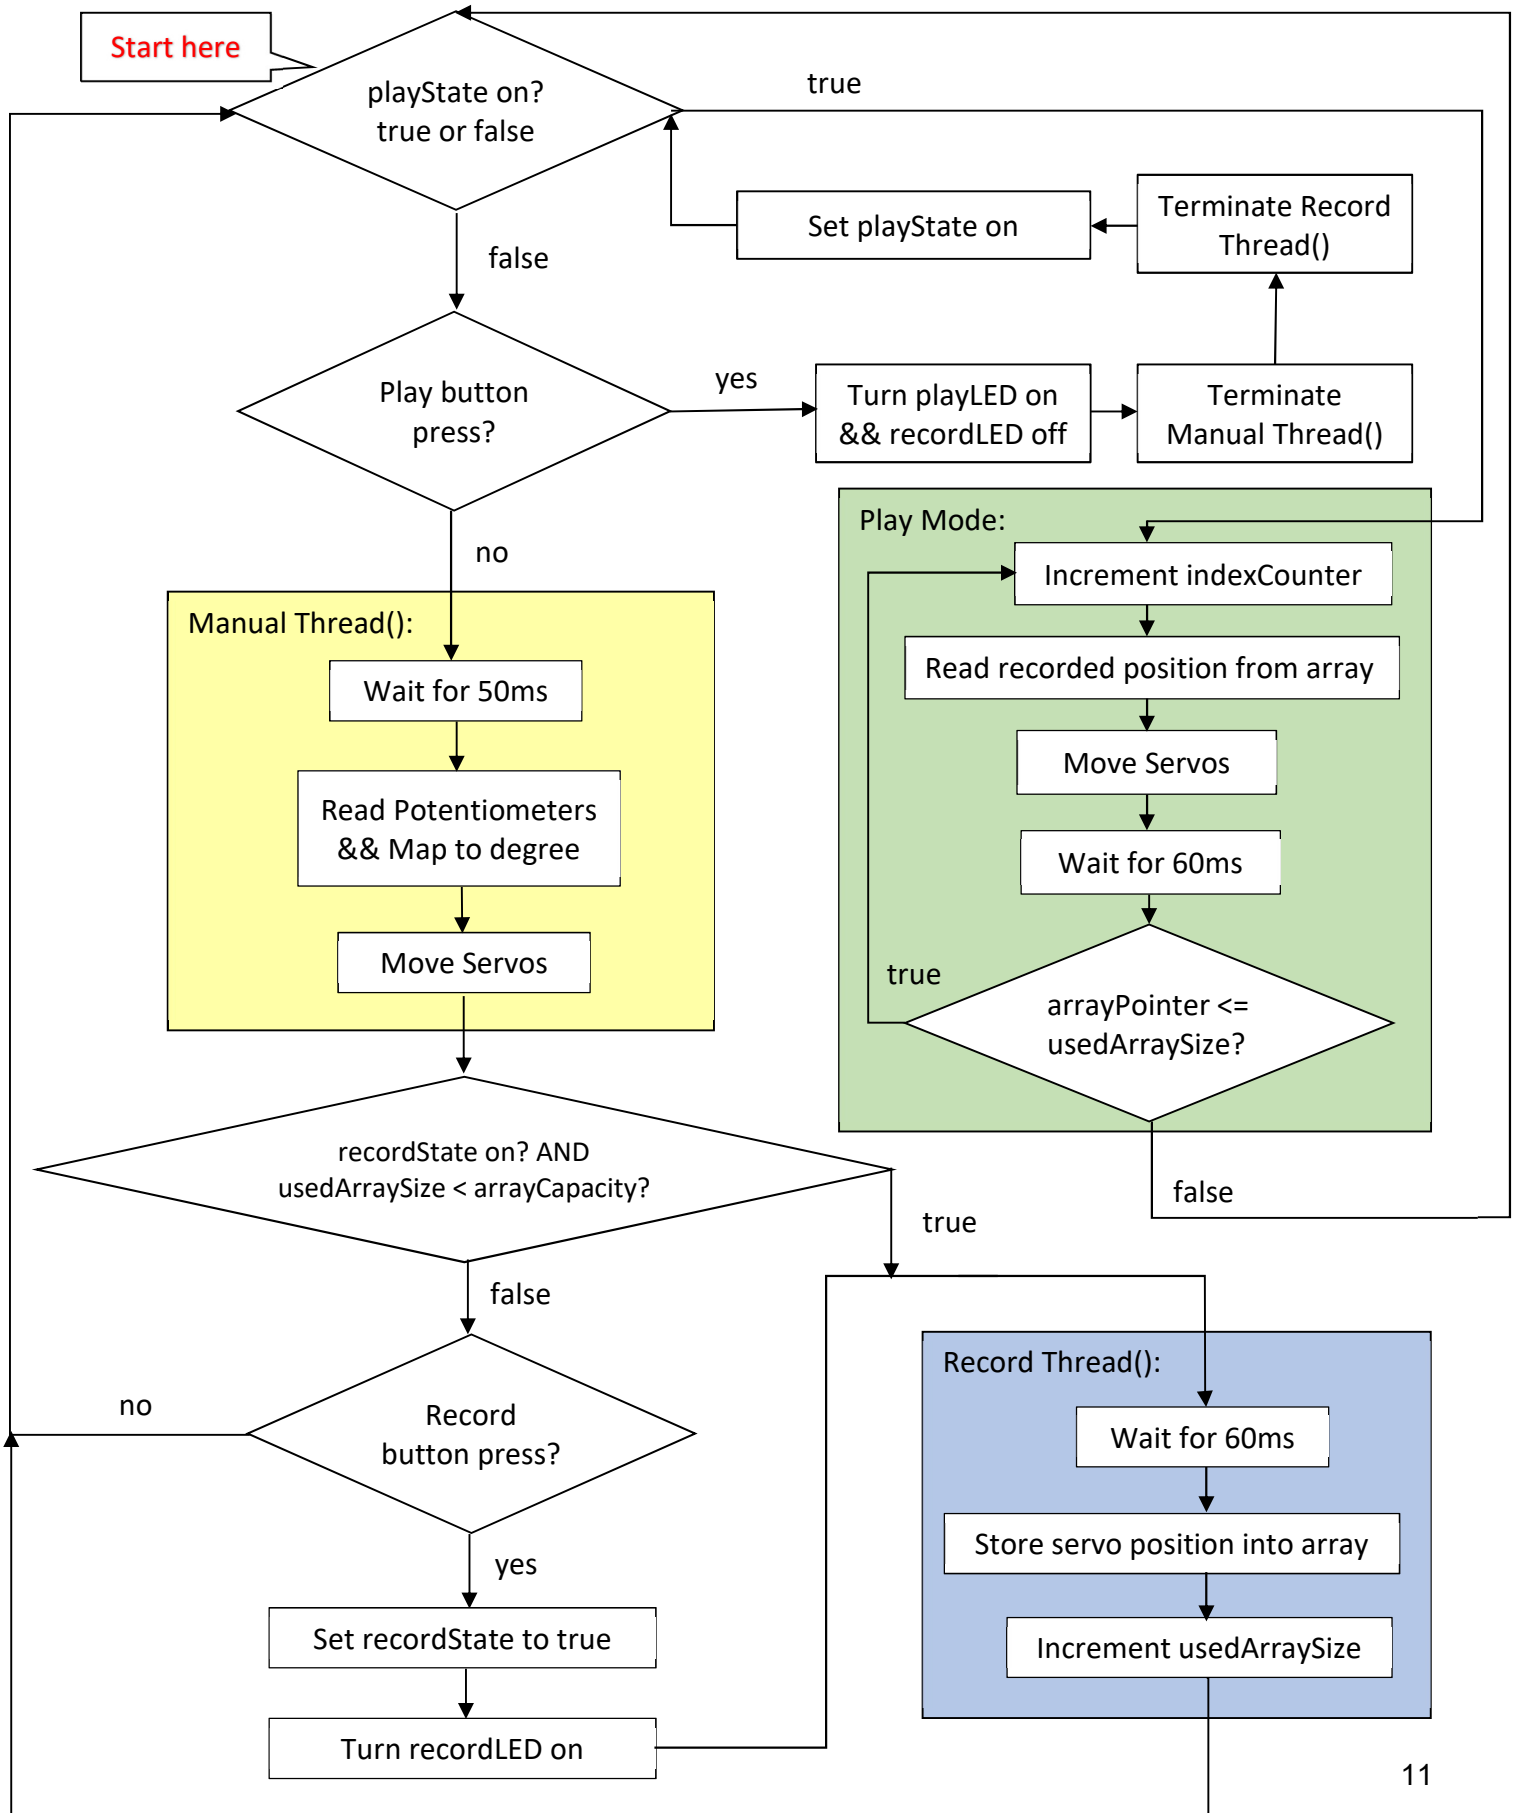 Start here
playState on?
true or false
true
false
Set playState on
Terminate Record
Thread()
Play button
press?
yes
Turn playLED on
&& recordLED off
Terminate
Manual Thread()
no
Play Mode:
Increment indexCounter
Read recorded position from array
Move Servos
Wait for 60ms
true
arrayPointer <=
usedArraySize?
false
Manual Thread():
Wait for 50ms
Read Potentiometers
&& Map to degree
Move Servos
recordState on? AND
usedArraySize < arrayCapacity?
true
false
Record
button press?
no
yes
Set recordState to true
Turn recordLED on
Record Thread():
Wait for 60ms
Store servo position into array
Increment usedArraySize
11